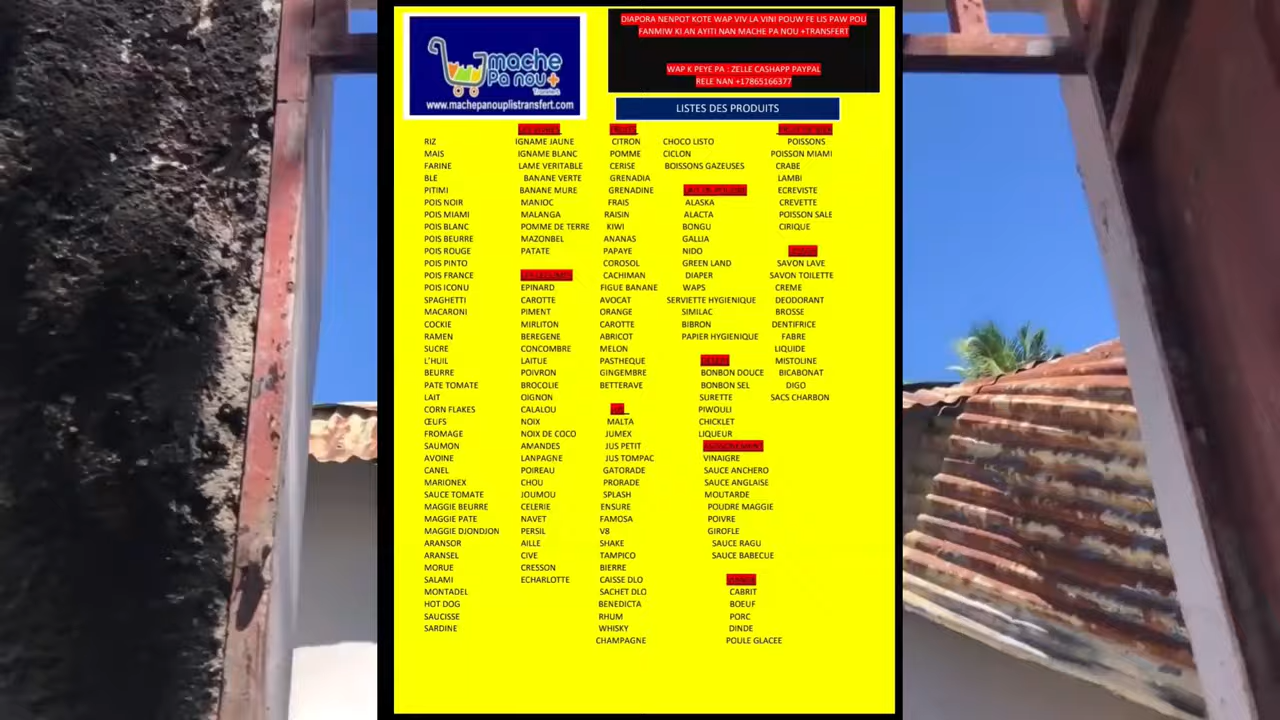 mache
Pa nou+
Transfert
www.machepanouplistransfert.com
DIAPORA NENPOT KOTE WAP VIV LA VINI POUW FE LIS PAW POU
FANMIW KI AN AYITI NAN MACHE PA NOU +TRANSFERT
WAP K PEYE PA : ZELLE CASHAPP PAYPAL
RELE NAN +17865166377
LISTES DES PRODUITS
RIZ
MAIS
FARINE
BLE
PITIMI
POIS NOIR
POIS MIAMI
POIS BLANC
POIS BEURRE
POIS ROUGE
POIS PINTO
POIS FRANCE
POIS ICONU
SPAGHETTI
MACARONI
COCKIE
RAMEN
SUCRE
L'HUIL
BEURRE
PATE TOMATE
LAIT
CORN FLAKES
ŒUFS
FROMAGE
SAUMON
AVOINE
CANEL
MARIONEX
SAUCE TOMATE
MAGGIE BEURRE
MAGGIE PATE
MAGGIE DJONDJON
ARANSOR
ARANSEL
MORUE
SALAMI
MONTADEL
HOT DOG
SAUCISSE
SARDINE
LES VIVRES
IGNAME JAUNE
IGNAME BLANC
LAME VERITABLE
BANANE VERTE
BANANE MURE
MANIOC
MALANGA
POMME DE TERRE
MAZONBEL
PATATE
LES LEGUMES
EPINARD
CAROTTE
PIMENT
MIRLITON
BEREGENE
CONCOMBRE
LAITUE
POIVRON
BROCOLIE
OIGNON
CALALOU
NOIX
NOIX DE COCO
AMANDES
LANPAGNE
POIREAU
CHOU
JOUMOU
CELERIE
NAVET
PERSIL
AILLE
CIVE
CRESSON
ECHARLOTTE
FRUITS
CITRON
POMME
CERISE
GRENADIA
GRENADINE
FRAIS
RAISIN
KIWI
ANANAS
PAPAYE
COROSOL
CACHIMAN
FIGUE BANANE
AVOCAT
ORANGE
CAROTTE
ABRICOT
MELON
PASTHEQUE
GINGEMBRE
BETTERAVE
JUS
MALTA
JUMEX
JUS PETIT
JUS TOMPAC
GATORADE
PRORADE
SPLASH
ENSURE
FAMOSA
V8
SHAKE
TAMPICO
BIERRE
CAISSE DLO
SACHET DLO
BENEDICTA
RHUM
WHISKY
CHAMPAGNE
CHOCO LISTO
CICLON
BOISSONS GAZEUSES
LAIT EN POUDRE
ALASKA
ALACTA
BONGU
GALLIA
NIDO
GREEN LAND
DIAPER
WAPS
SERVIETTE HYGIENIQUE
SIMILAC
BIBRON
PAPIER HYGIENIQUE
BONBON DOUCE
BONBON SEL
SURETTE
PIWOULI
CHICKLET
LIQUEUR
VINAIGRE
SAUCE ANCHERO
SAUCE ANGLAISE
MOUTARDE
POUDRE MAGGIE
POIVRE
GIROFLE
SAUCE RAGU
SAUCE BABECUE
CABRIT
BOEUF
PORC
DINDE
POULE GLACEE
POISSONS
POISSON MIAMI
CRABE
LAMBI
ECREVISTE
CREVETTE
POISSON SALE
CIRIQUE
SAVON LAVE
SAVON TOILETTE
CREME
DEODORANT
BROSSE
DENTIFRICE
FABRE
LIQUIDE
MISTOLINE
BICABONAT
DIGO
SACS CHARBON